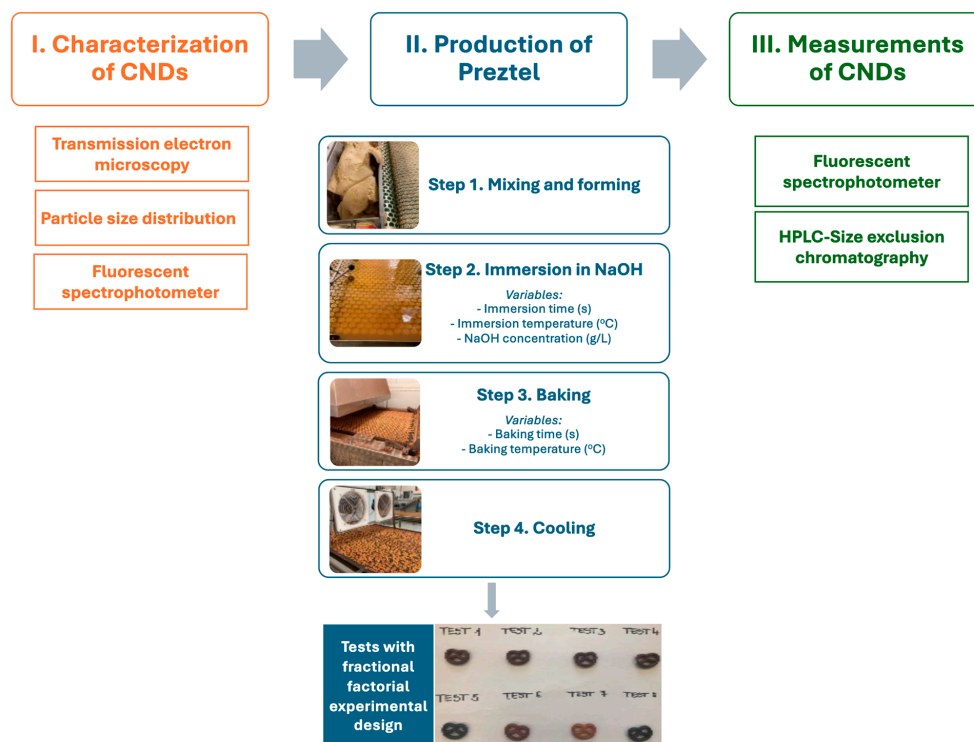 I. Characterization
of CNDs
II. Production of
Preztel
III. Measurements
of CNDs
Transmission electron
microscopy
Particle size distribution
Fluorescent
spectrophotometer
Step 1. Mixing and forming
Step 2. Immersion in NaOH
Variables:
- Immersion time (s)
- Immersion temperature (ºC)
- NaOH concentration (g/L)
Step 3. Baking
Variables:
- Baking time (s)
- Baking temperature (ºC)
Step 4. Cooling
Fluorescent
spectrophotometer
HPLC-Size exclusion
chromatography
Tests with
fractional
factorial
experimental
design
TEST 1 TEST 2 TEST 3 TEST 4
TEST 5 TEST 6 TEST 7 TEST 8